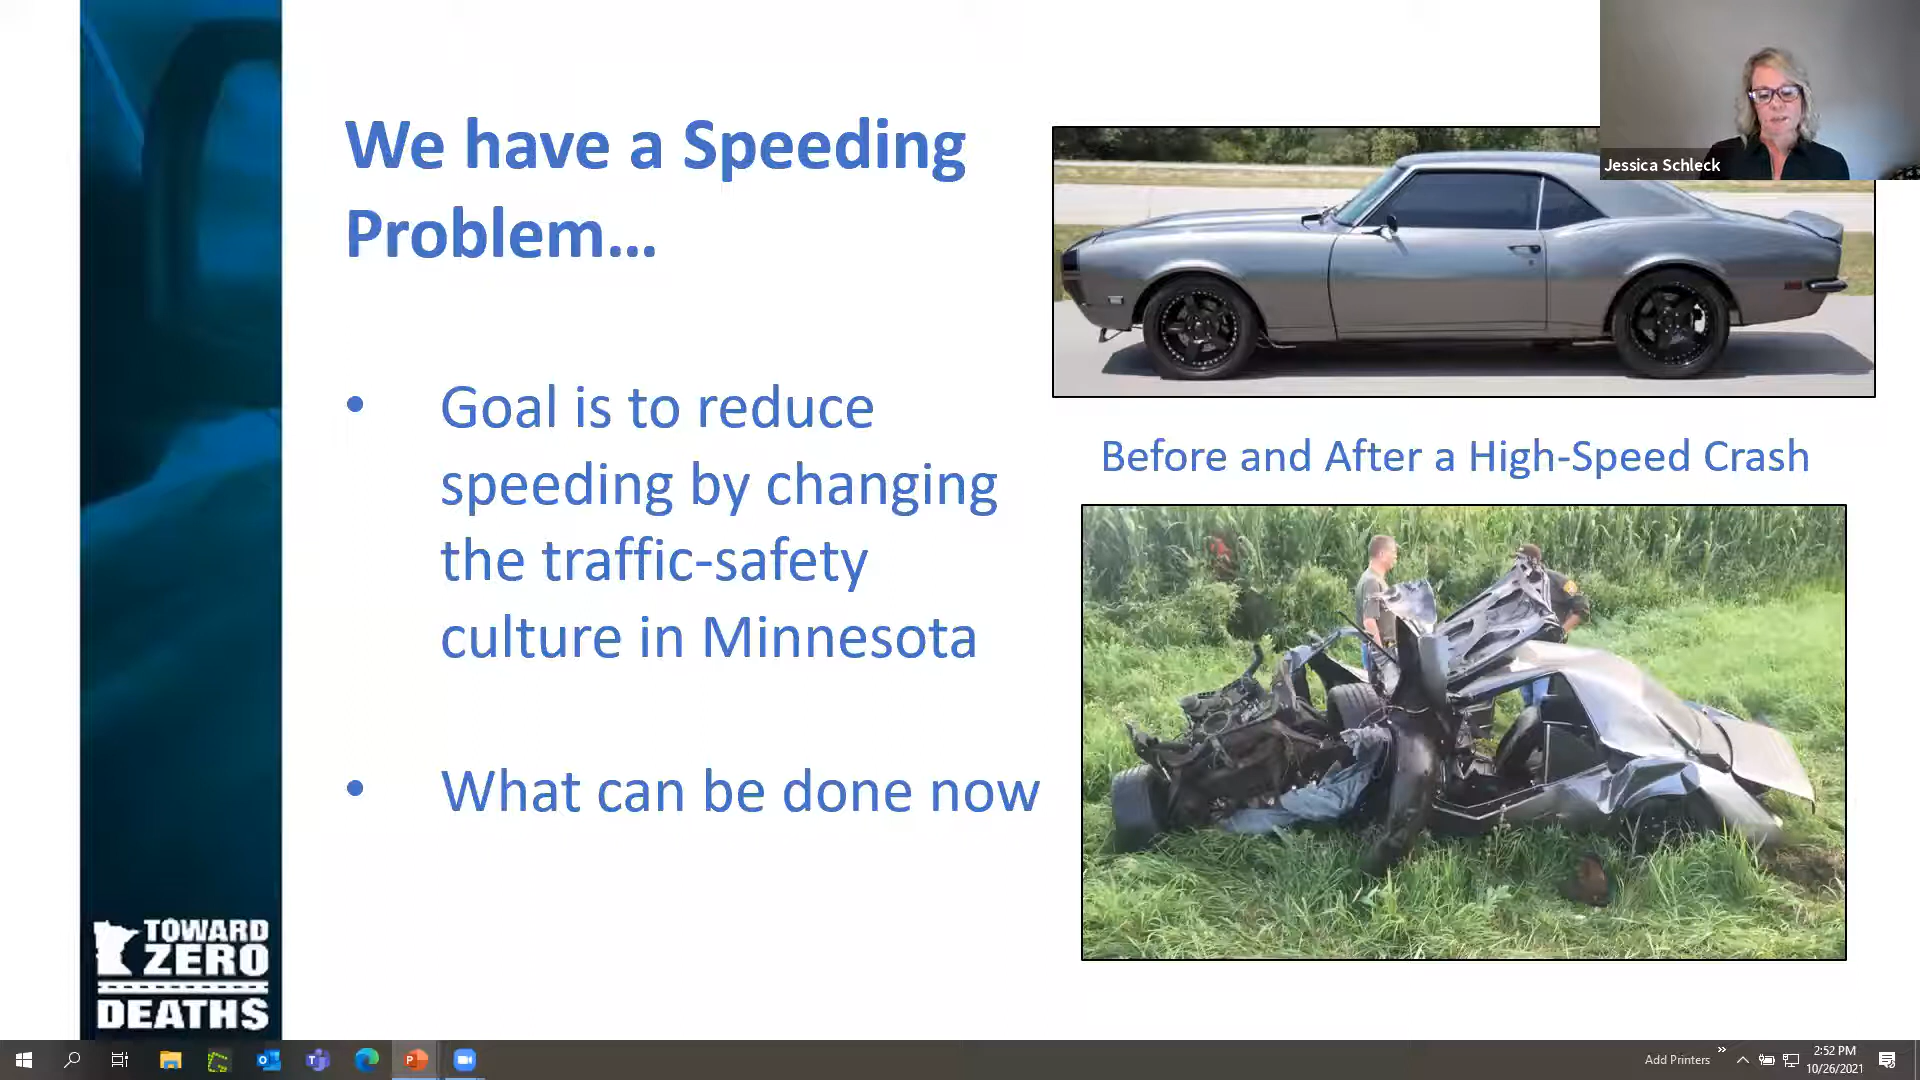 We have a Speeding
Problem...
• Goal is to reduce
speeding by changing
the traffic-safety
culture in Minnesota
• What can be done now
Jessica Schleck
Before and After a High-Speed Crash
TOWARD
ZERO
DEATHS
Add Printers
2:52 PM
10/26/2021